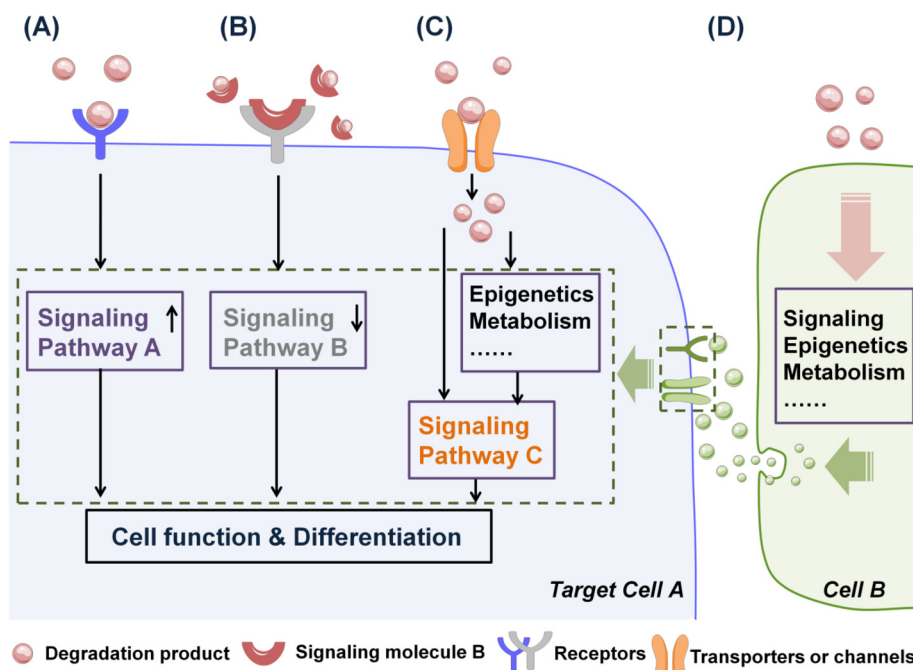 (A)
(B)
(C)
(D)
Signaling
Pathway A
Signaling
Pathway B
Epigenetics
Metabolism
......
Signaling
Pathway C
Signaling
Epigenetics
Metabolism
......
Cell function & Differentiation
Target Cell A
Cell B
Degradation product
Signaling molecule B
Receptors
Transporters or channels